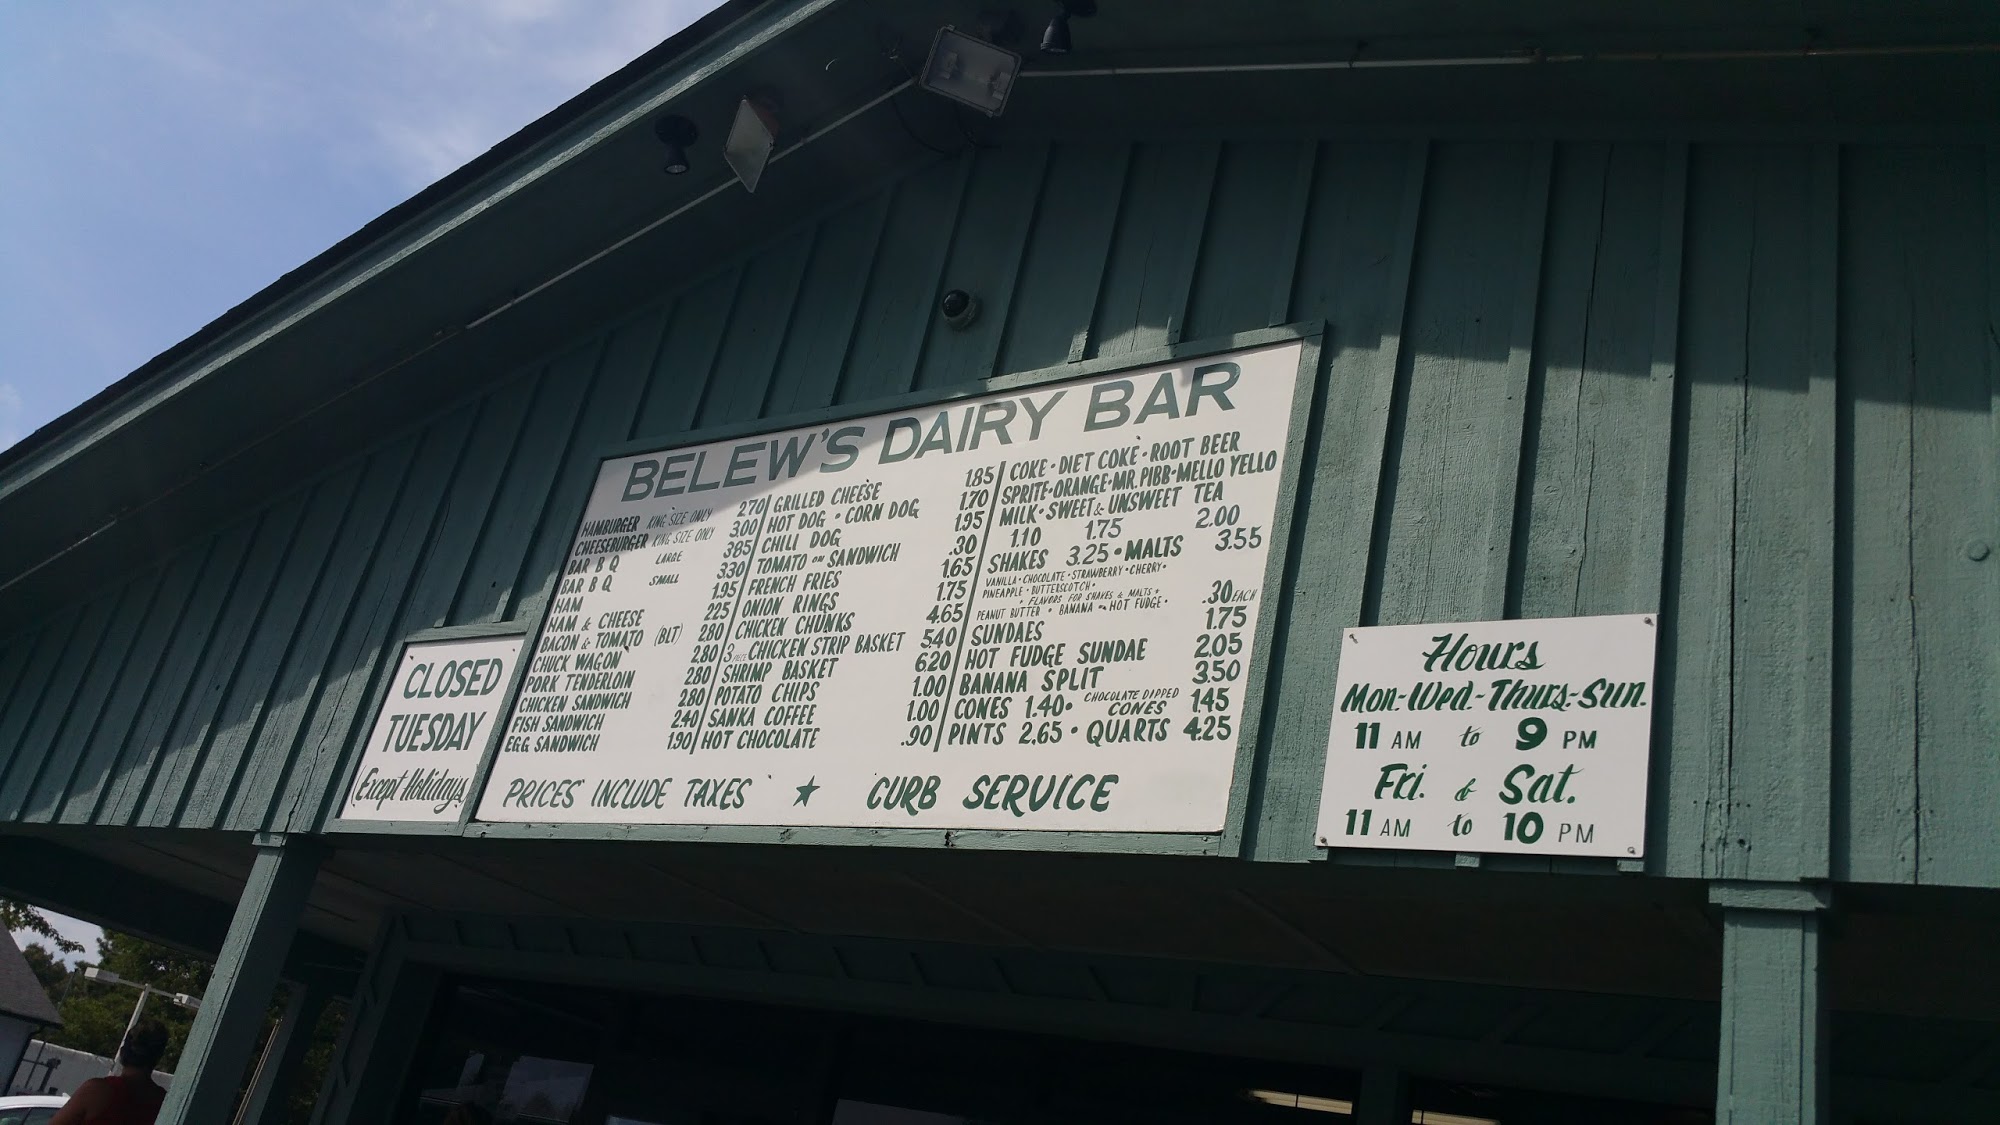 BELEW'S DAIRY BAR
HAMBURGER KING SIZE ONLY 2.70
CHEESEBURGER KING SIZE ONLY 3.00
BAR B Q LARGE 3.85
BAR B Q SMALL 3.30
HAM 1.95
HAM & CHEESE 2.25
BACON & TOMATO (BLT) 2.80
CHUCK WAGON 2.80
PORK TENDERLOIN 2.80
CHICKEN SANDWICH 2.80
FISH SANDWICH 2.40
EGG SANDWICH 1.90
GRILLED CHEESE 1.85
HOT DOG • CORN DOG 1.70
CHILI DOG 1.95
TOMATO ON SANDWICH .30
FRENCH FRIES 1.65
ONION RINGS 1.75
CHICKEN CHUNKS 4.65
3 PIECE CHICKEN STRIP BASKET 5.40
SHRIMP BASKET 6.20
POTATO CHIPS 1.00
SANKA COFFEE 1.00
HOT CHOCOLATE .90
COKE • DIET COKE • ROOT BEER
SPRITE • ORANGE • MR. PIBB • MELLO YELLO
MILK • SWEET & UNSWEET TEA
1.10 1.75 2.00
SHAKES 3.25 • MALTS 3.55
VANILLA • CHOCOLATE • STRAWBERRY • CHERRY •
PINEAPPLE • BUTTERSCOTCH •
• FLAVORS FOR SHAKES & MALTS •
PEANUT BUTTER • BANANA • HOT FUDGE • .30 EACH
SUNDAES 1.75
HOT FUDGE SUNDAE 2.05
BANANA SPLIT 3.50
CONES 1.40 • CHOCOLATE DIPPED CONES 1.45
PINTS 2.65 • QUARTS 4.25
PRICES INCLUDE TAXES ★ CURB SERVICE
CLOSED
TUESDAY
(Except Holidays)
Hours
Mon-Wed-Thurs-Sun.
11 AM to 9 PM
Fri. & Sat.
11 AM to 10 PM